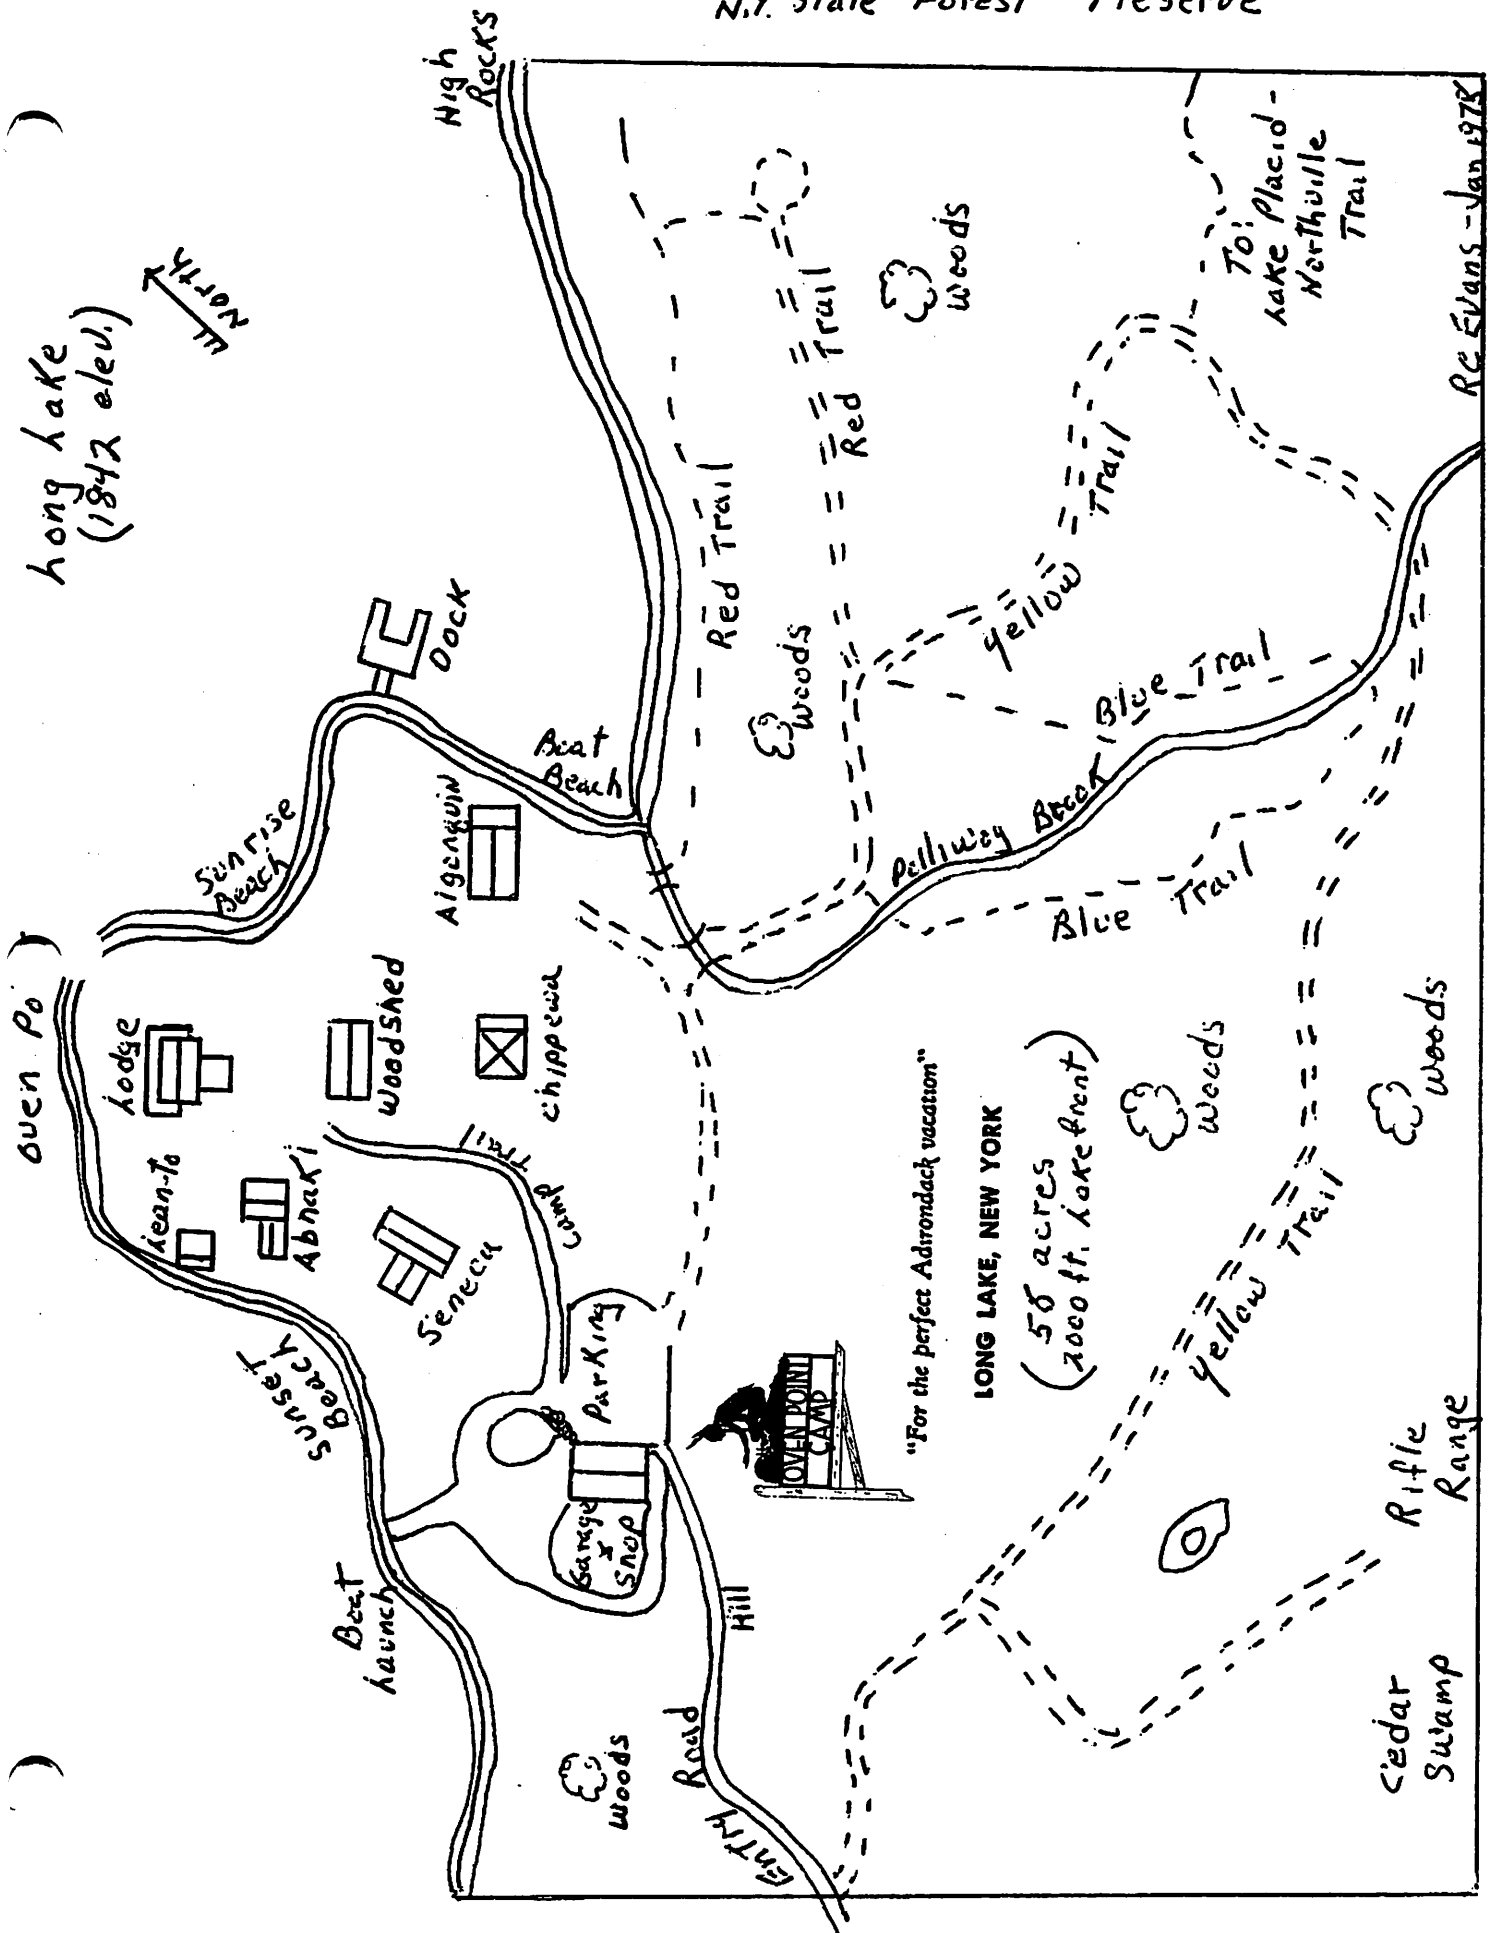 N.Y. State Forest Preserve
Long Lake
(1842 elev.)
North
High
Rocks
Oven Po
Sunrise
Beach
Dock
Boat
Beach
Algonquin
Lodge
Woodshed
Chippewa
Lean-to
Abnaki
Seneca
Camp Trail
Sunset
Beach
Parking
Garage
&
Shop
Boat
Launch
Woods
Entry Road
Hill
OVEN POINT
CAMP
"For the perfect Adirondack vacation"
LONG LAKE, NEW YORK
(58 acres
2000 ft. Lake front)
Red Trail
Red Trail
Woods
Woods
Yellow Trail
Blue Trail
Brook
Blue Trail
To:
Lake Placid-
Northville
Trail
Woods
Woods
Yellow Trail
Rifle
Range
Cedar
Swamp
RC Evans - Jan 1978